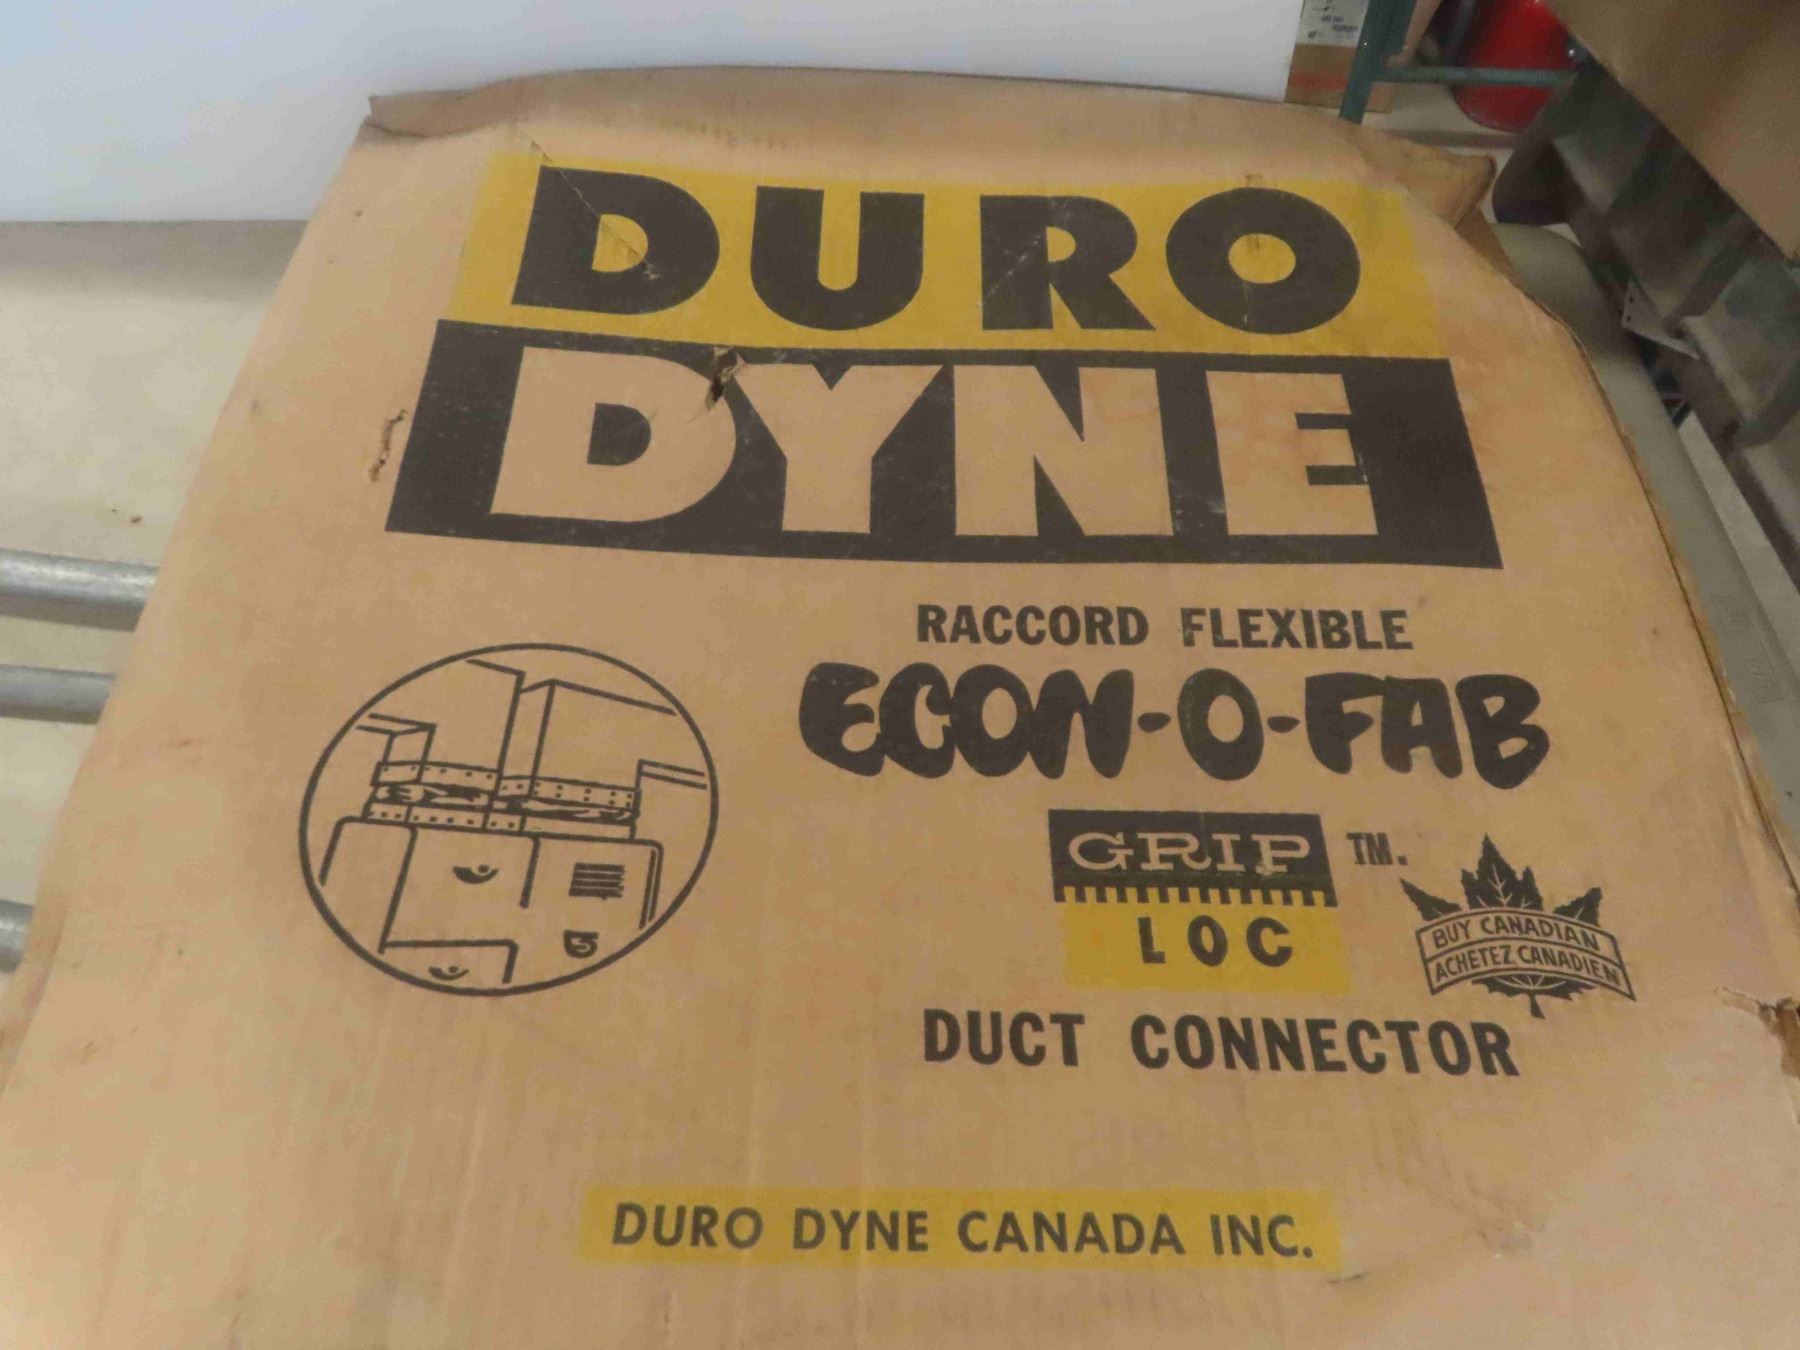 DURO
DYNE
RACCORD FLEXIBLE
ECON-O-FAB
GRIP TM.
LOC
BUY CANADIAN
ACHETEZ CANADIEN
DUCT CONNECTOR
DURO DYNE CANADA INC.